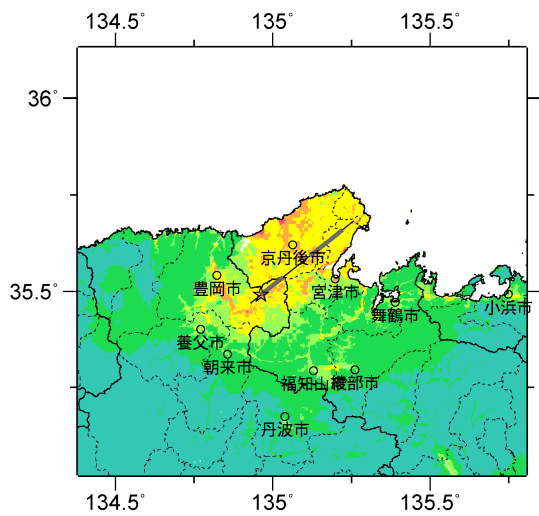 134.5°
135°
135.5°
36°
京丹後市
豊岡市
宮津市
35.5°
小浜市
舞鶴市
養父市
朝来市
福知山市
綾部市
丹波市
134.5°
135°
135.5°